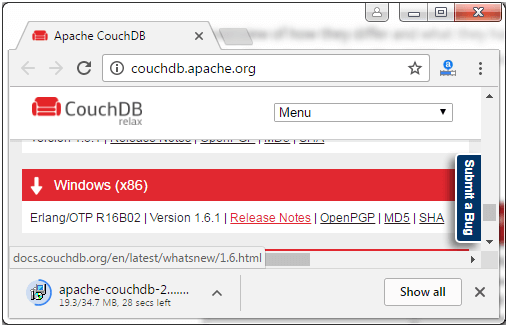 Apache CouchDB
couchdb.apache.org
CouchDB
relax
Menu
Version 1.6.1 | Release Notes | OpenPGP | MD5 | SHA
Windows (x86)
Erlang/OTP R16B02 | Version 1.6.1 | Release Notes | OpenPGP | MD5 | SHA
Submit a Bug
docs.couchdb.org/en/latest/whatsnew/1.6.html
apache-couchdb-2.......
19.3/34.7 MB, 28 secs left
Show all